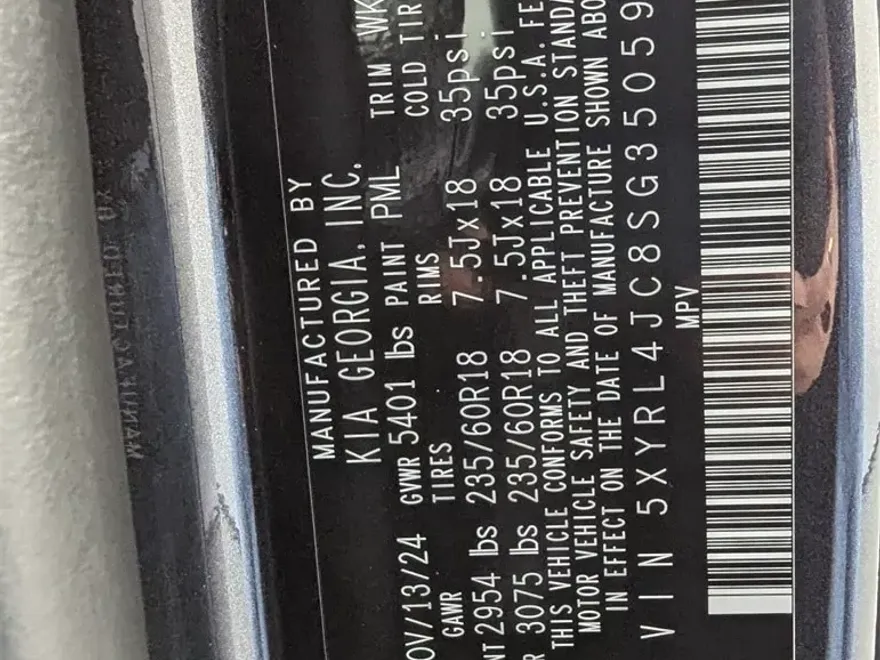 MANUFACTURED BY
KIA GEORGIA, INC.
OV/13/24 GVWR 5401 lbs PAINT PML TRIM WK
GAWR TIRES RIMS COLD TIR
NT 2954 lbs 235/60R18 7.5Jx18 35psi
R 3075 lbs 235/60R18 7.5Jx18 35psi
THIS VEHICLE CONFORMS TO ALL APPLICABLE U.S.A. FE
MOTOR VEHICLE SAFETY AND THEFT PREVENTION STANDA
IN EFFECT ON THE DATE OF MANUFACTURE SHOWN ABO
VIN 5XYRL4JC8SG35059
MPV